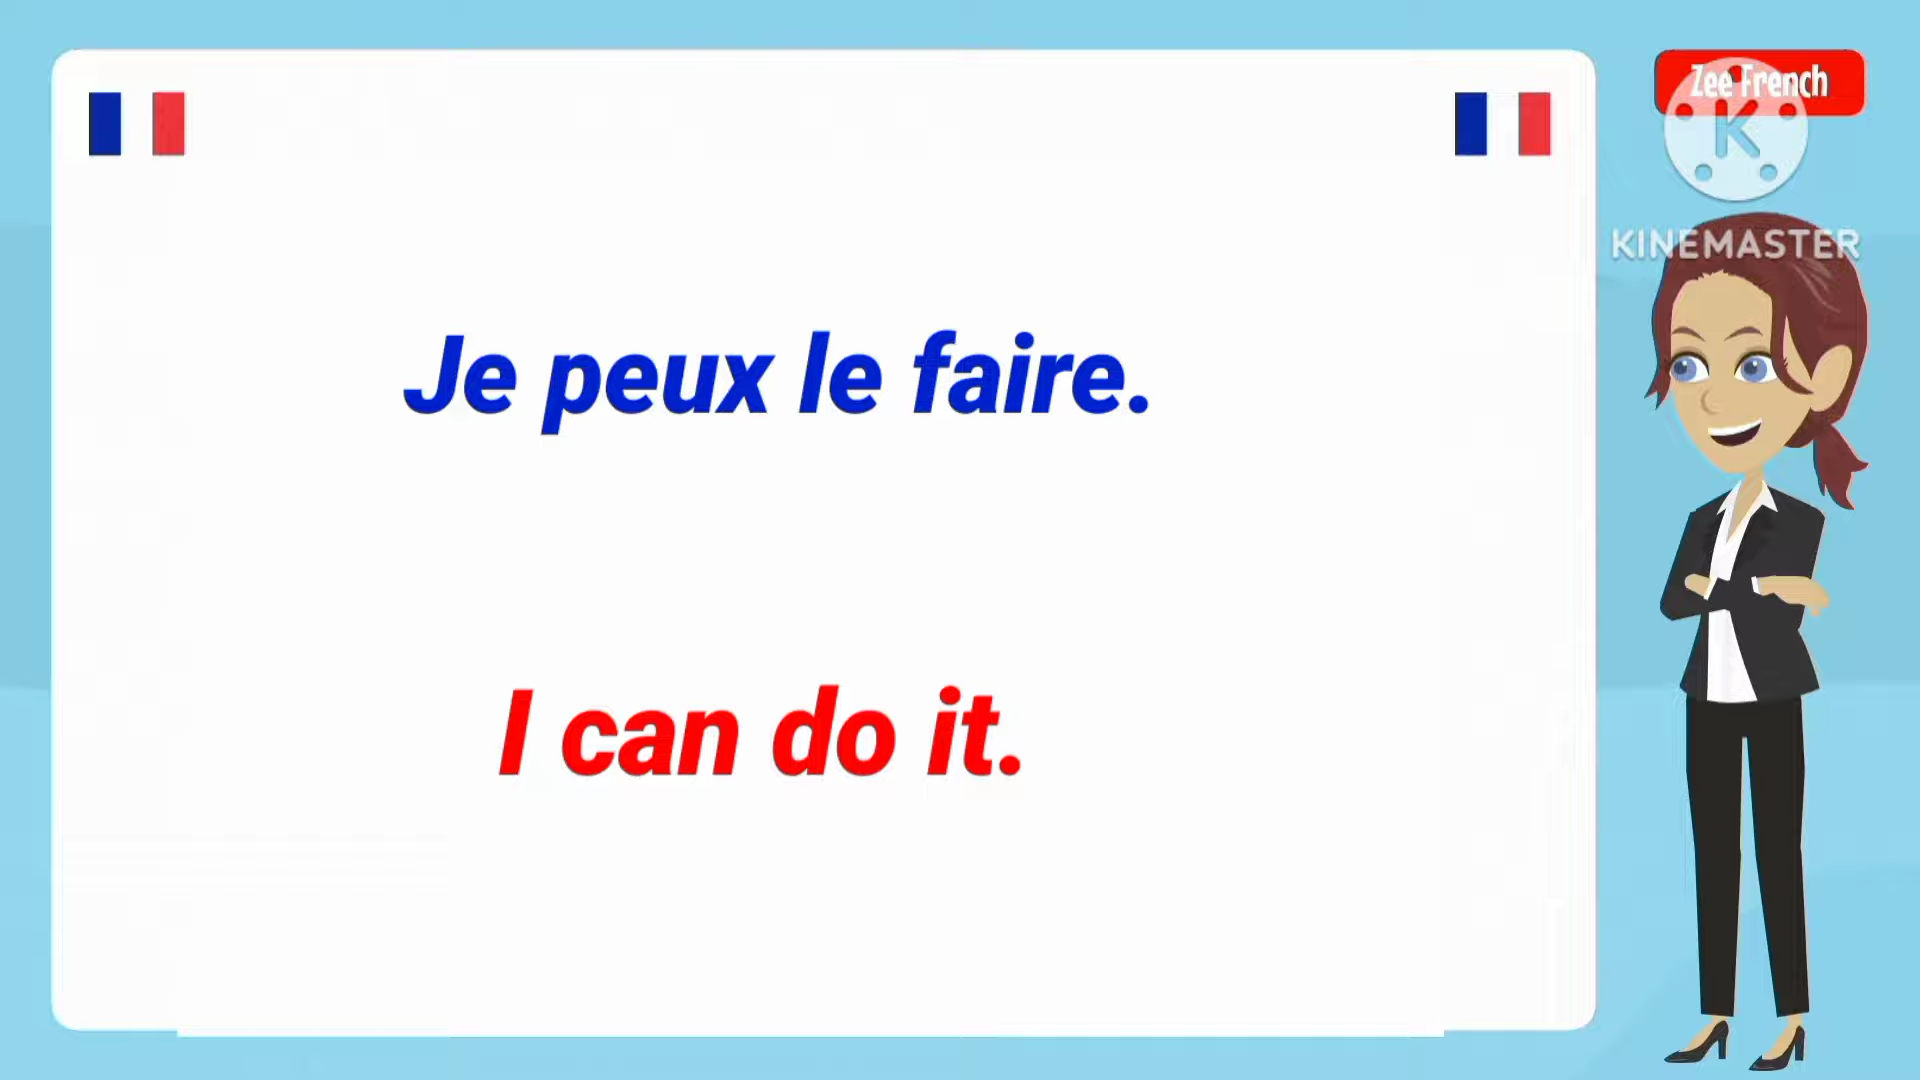 Zee French
K
KINEMASTER
Je peux le faire.
I can do it.